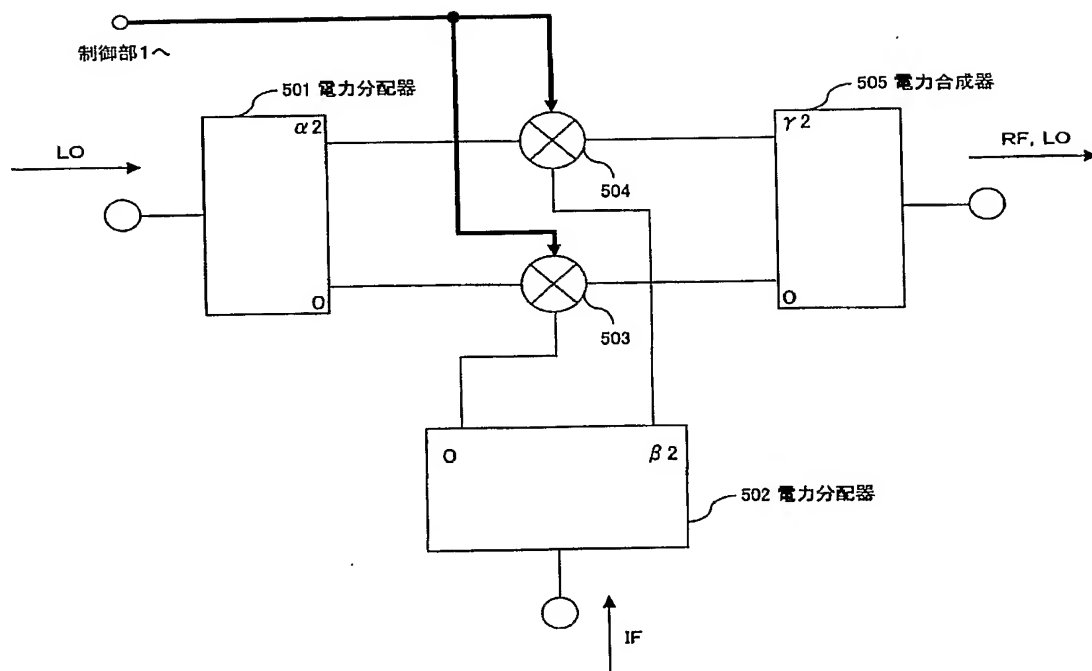 制御部1へ
501 電力分配器
505 電力合成器
α2
γ2
LO
RF, LO
504
O
O
503
O
β2
502 電力分配器
IF